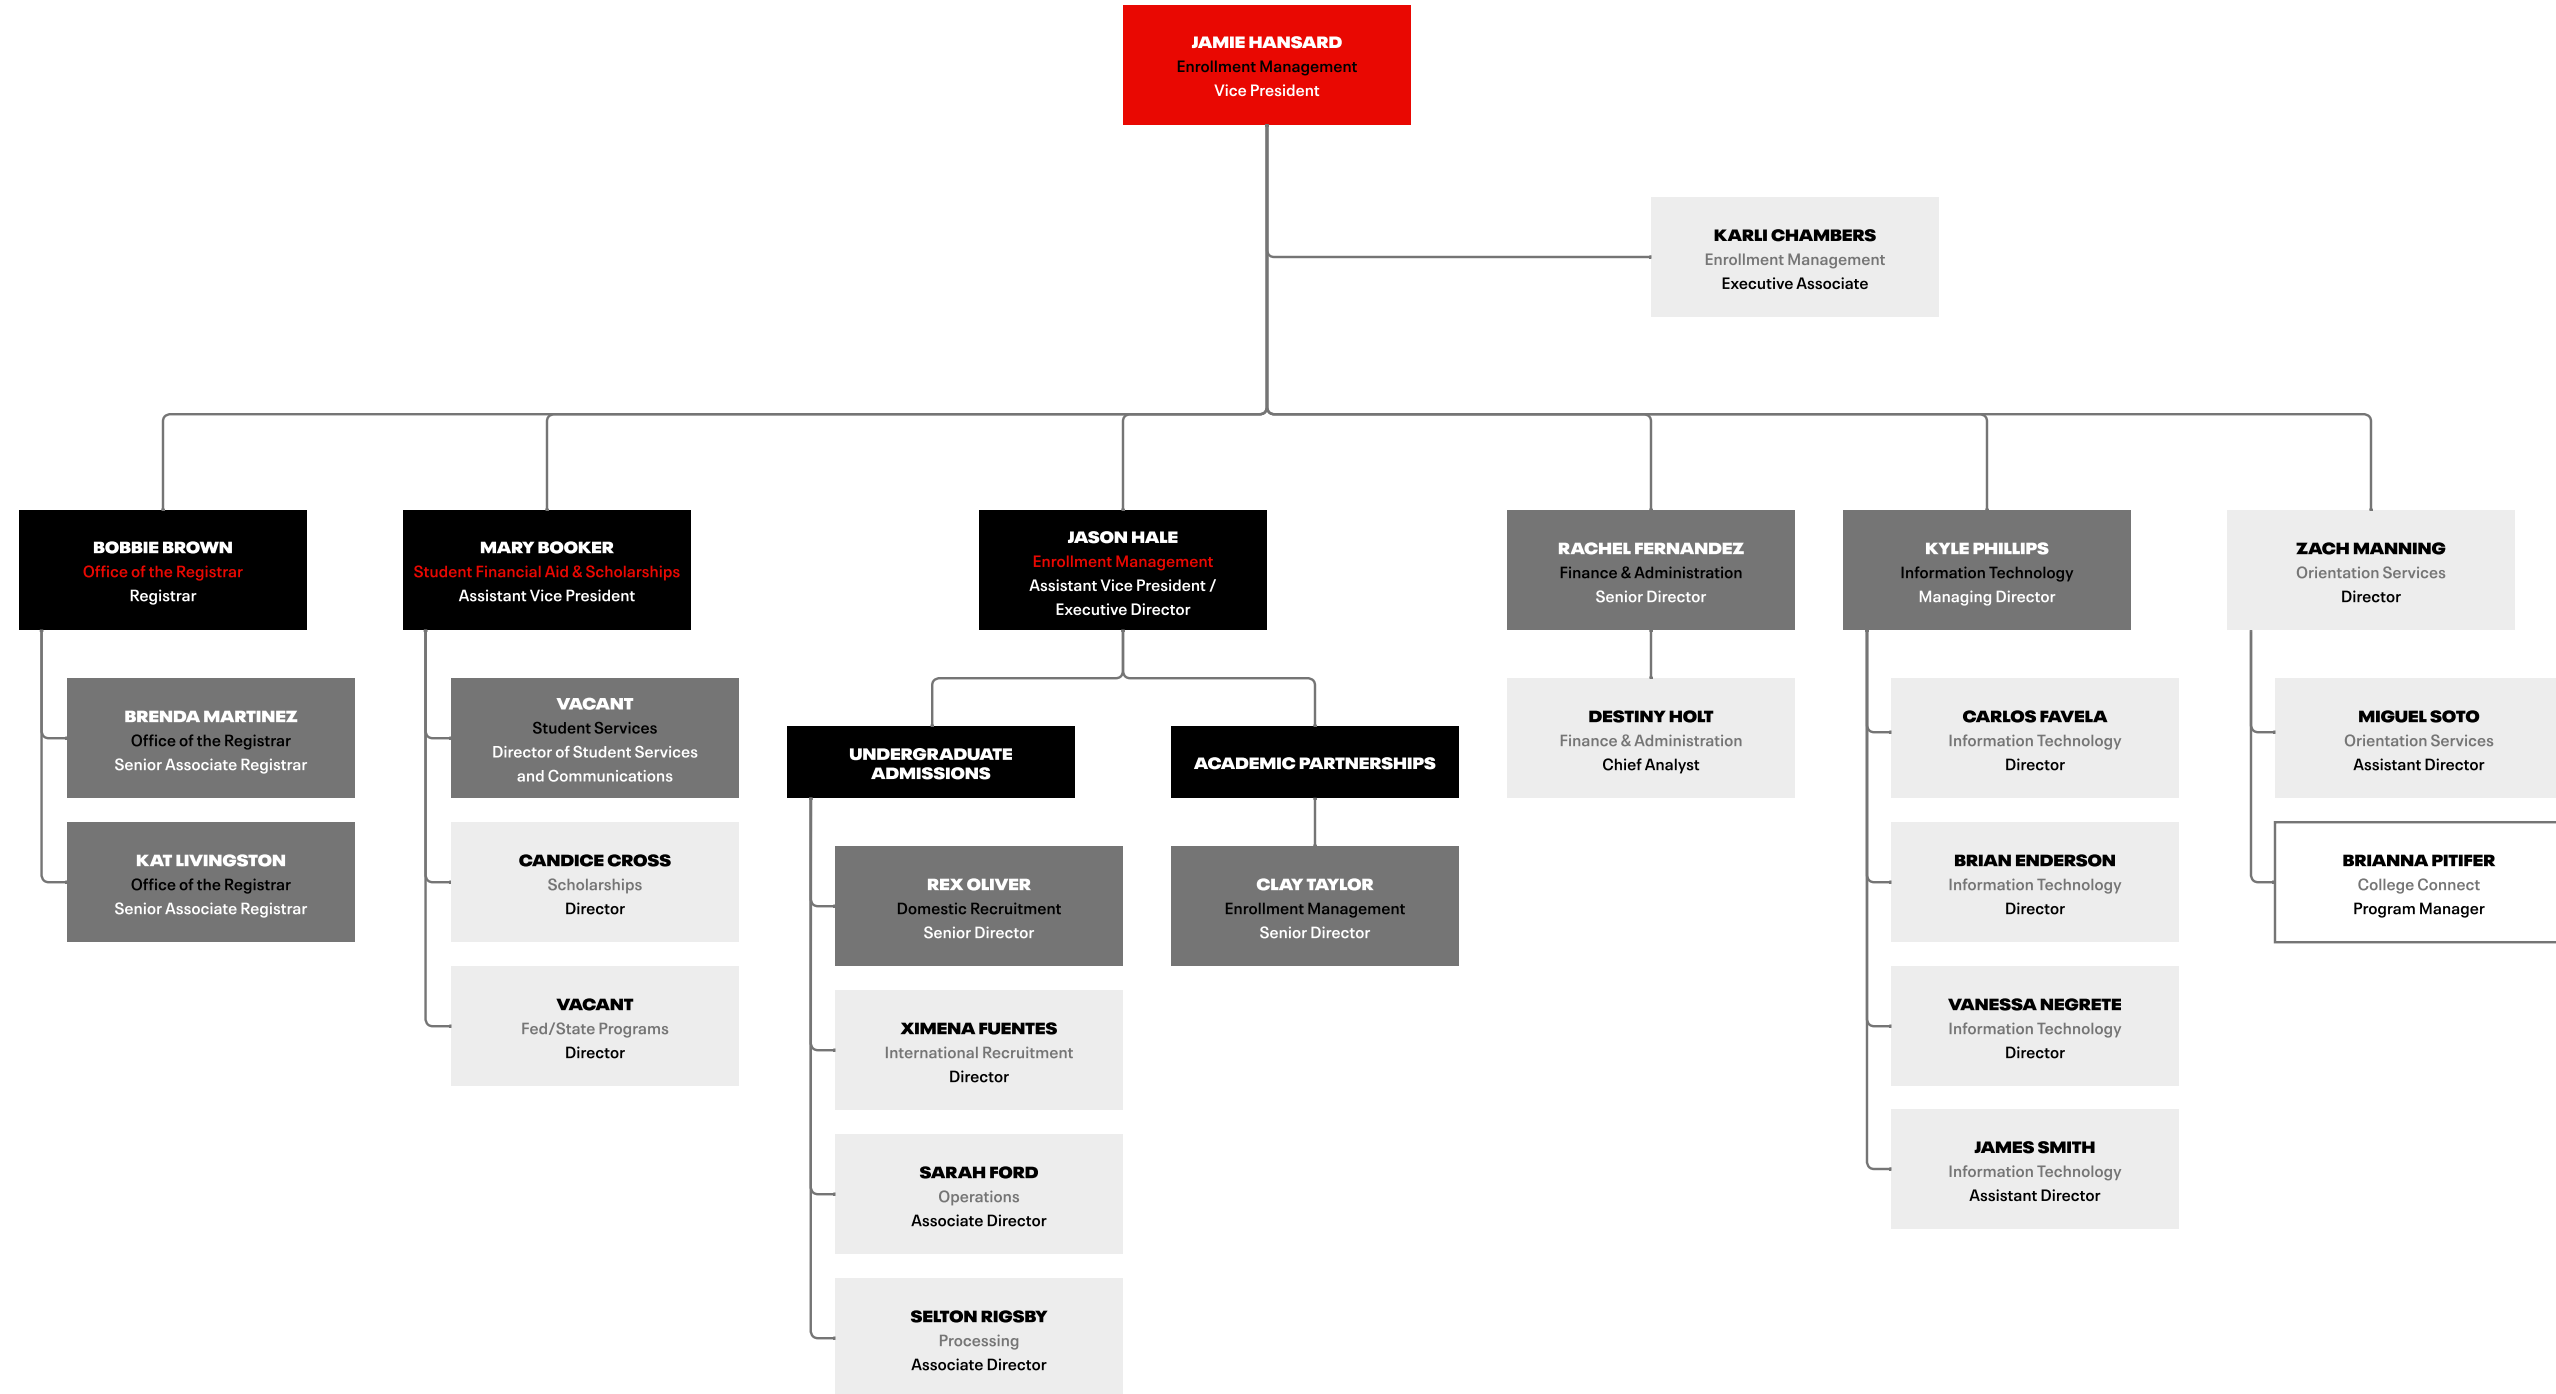 JAMIE HANSARD
Enrollment Management
Vice President
KARLI CHAMBERS
Enrollment Management
Executive Associate
BOBBIE BROWN
Office of the Registrar
Registrar
MARY BOOKER
Student Financial Aid & Scholarships
Assistant Vice President
JASON HALE
Enrollment Management
Assistant Vice President /
Executive Director
RACHEL FERNANDEZ
Finance & Administration
Senior Director
KYLE PHILLIPS
Information Technology
Managing Director
ZACH MANNING
Orientation Services
Director
BRENDA MARTINEZ
Office of the Registrar
Senior Associate Registrar
KAT LIVINGSTON
Office of the Registrar
Senior Associate Registrar
VACANT
Student Services
Director of Student Services
and Communications
CANDICE CROSS
Scholarships
Director
VACANT
Fed/State Programs
Director
UNDERGRADUATE
ADMISSIONS
REX OLIVER
Domestic Recruitment
Senior Director
XIMENA FUENTES
International Recruitment
Director
SARAH FORD
Operations
Associate Director
SELTON RIGSBY
Processing
Associate Director
ACADEMIC PARTNERSHIPS
CLAY TAYLOR
Enrollment Management
Senior Director
DESTINY HOLT
Finance & Administration
Chief Analyst
CARLOS FAVELA
Information Technology
Director
BRIAN ENDERSON
Information Technology
Director
VANESSA NEGRETE
Information Technology
Director
JAMES SMITH
Information Technology
Assistant Director
MIGUEL SOTO
Orientation Services
Assistant Director
BRIANNA PITIFER
College Connect
Program Manager